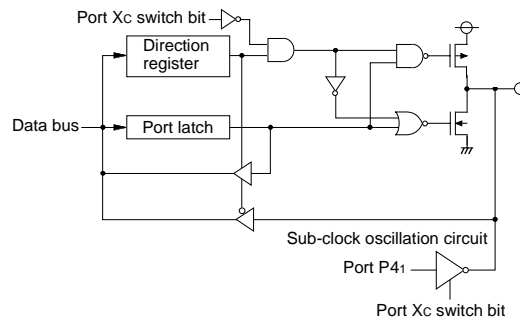 Port XC switch bit
Direction
register
Data bus
Port latch
Sub-clock oscillation circuit
Port P41
Port XC switch bit